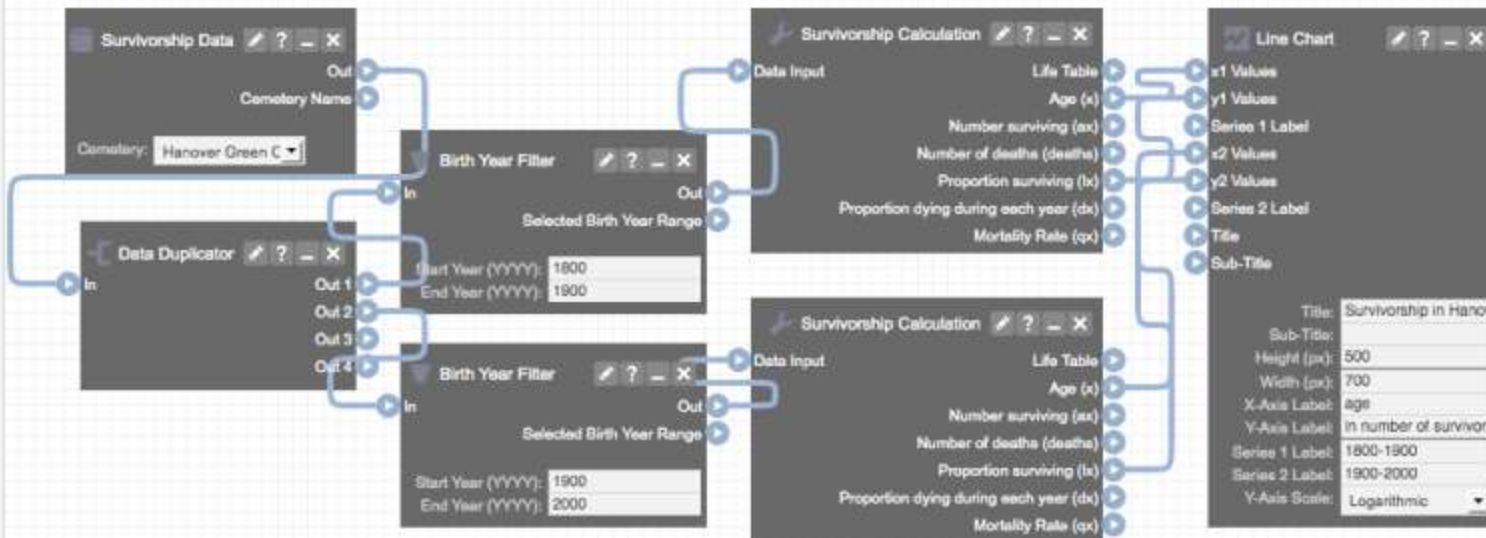 Survivorship Data
Out
Cemetery Name
Cemetery: Hanover Green C
Data Duplicator
In
Out 1
Out 2
Out 3
Out 4
Birth Year Filter
In
Out
Selected Birth Year Range
Start Year (YYYY): 1800
End Year (YYYY): 1900
Birth Year Filter
In
Out
Selected Birth Year Range
Start Year (YYYY): 1900
End Year (YYYY): 2000
Survivorship Calculation
Data Input
Life Table
Age (x)
Number surviving (ax)
Number of deaths (deaths)
Proportion surviving (lx)
Proportion dying during each year (dx)
Mortality Rate (qx)
Survivorship Calculation
Data Input
Life Table
Age (x)
Number surviving (ax)
Number of deaths (deaths)
Proportion surviving (lx)
Proportion dying during each year (dx)
Mortality Rate (qx)
Line Chart
x1 Values
y1 Values
Series 1 Label
x2 Values
y2 Values
Series 2 Label
Title
Sub-Title
Title: Survivorship in Hanov
Sub-Title:
Height (px): 500
Width (px): 700
X-Axis Label: age
Y-Axis Label: ln number of survivor
Series 1 Label: 1800-1900
Series 2 Label: 1900-2000
Y-Axis Scale: Logarithmic